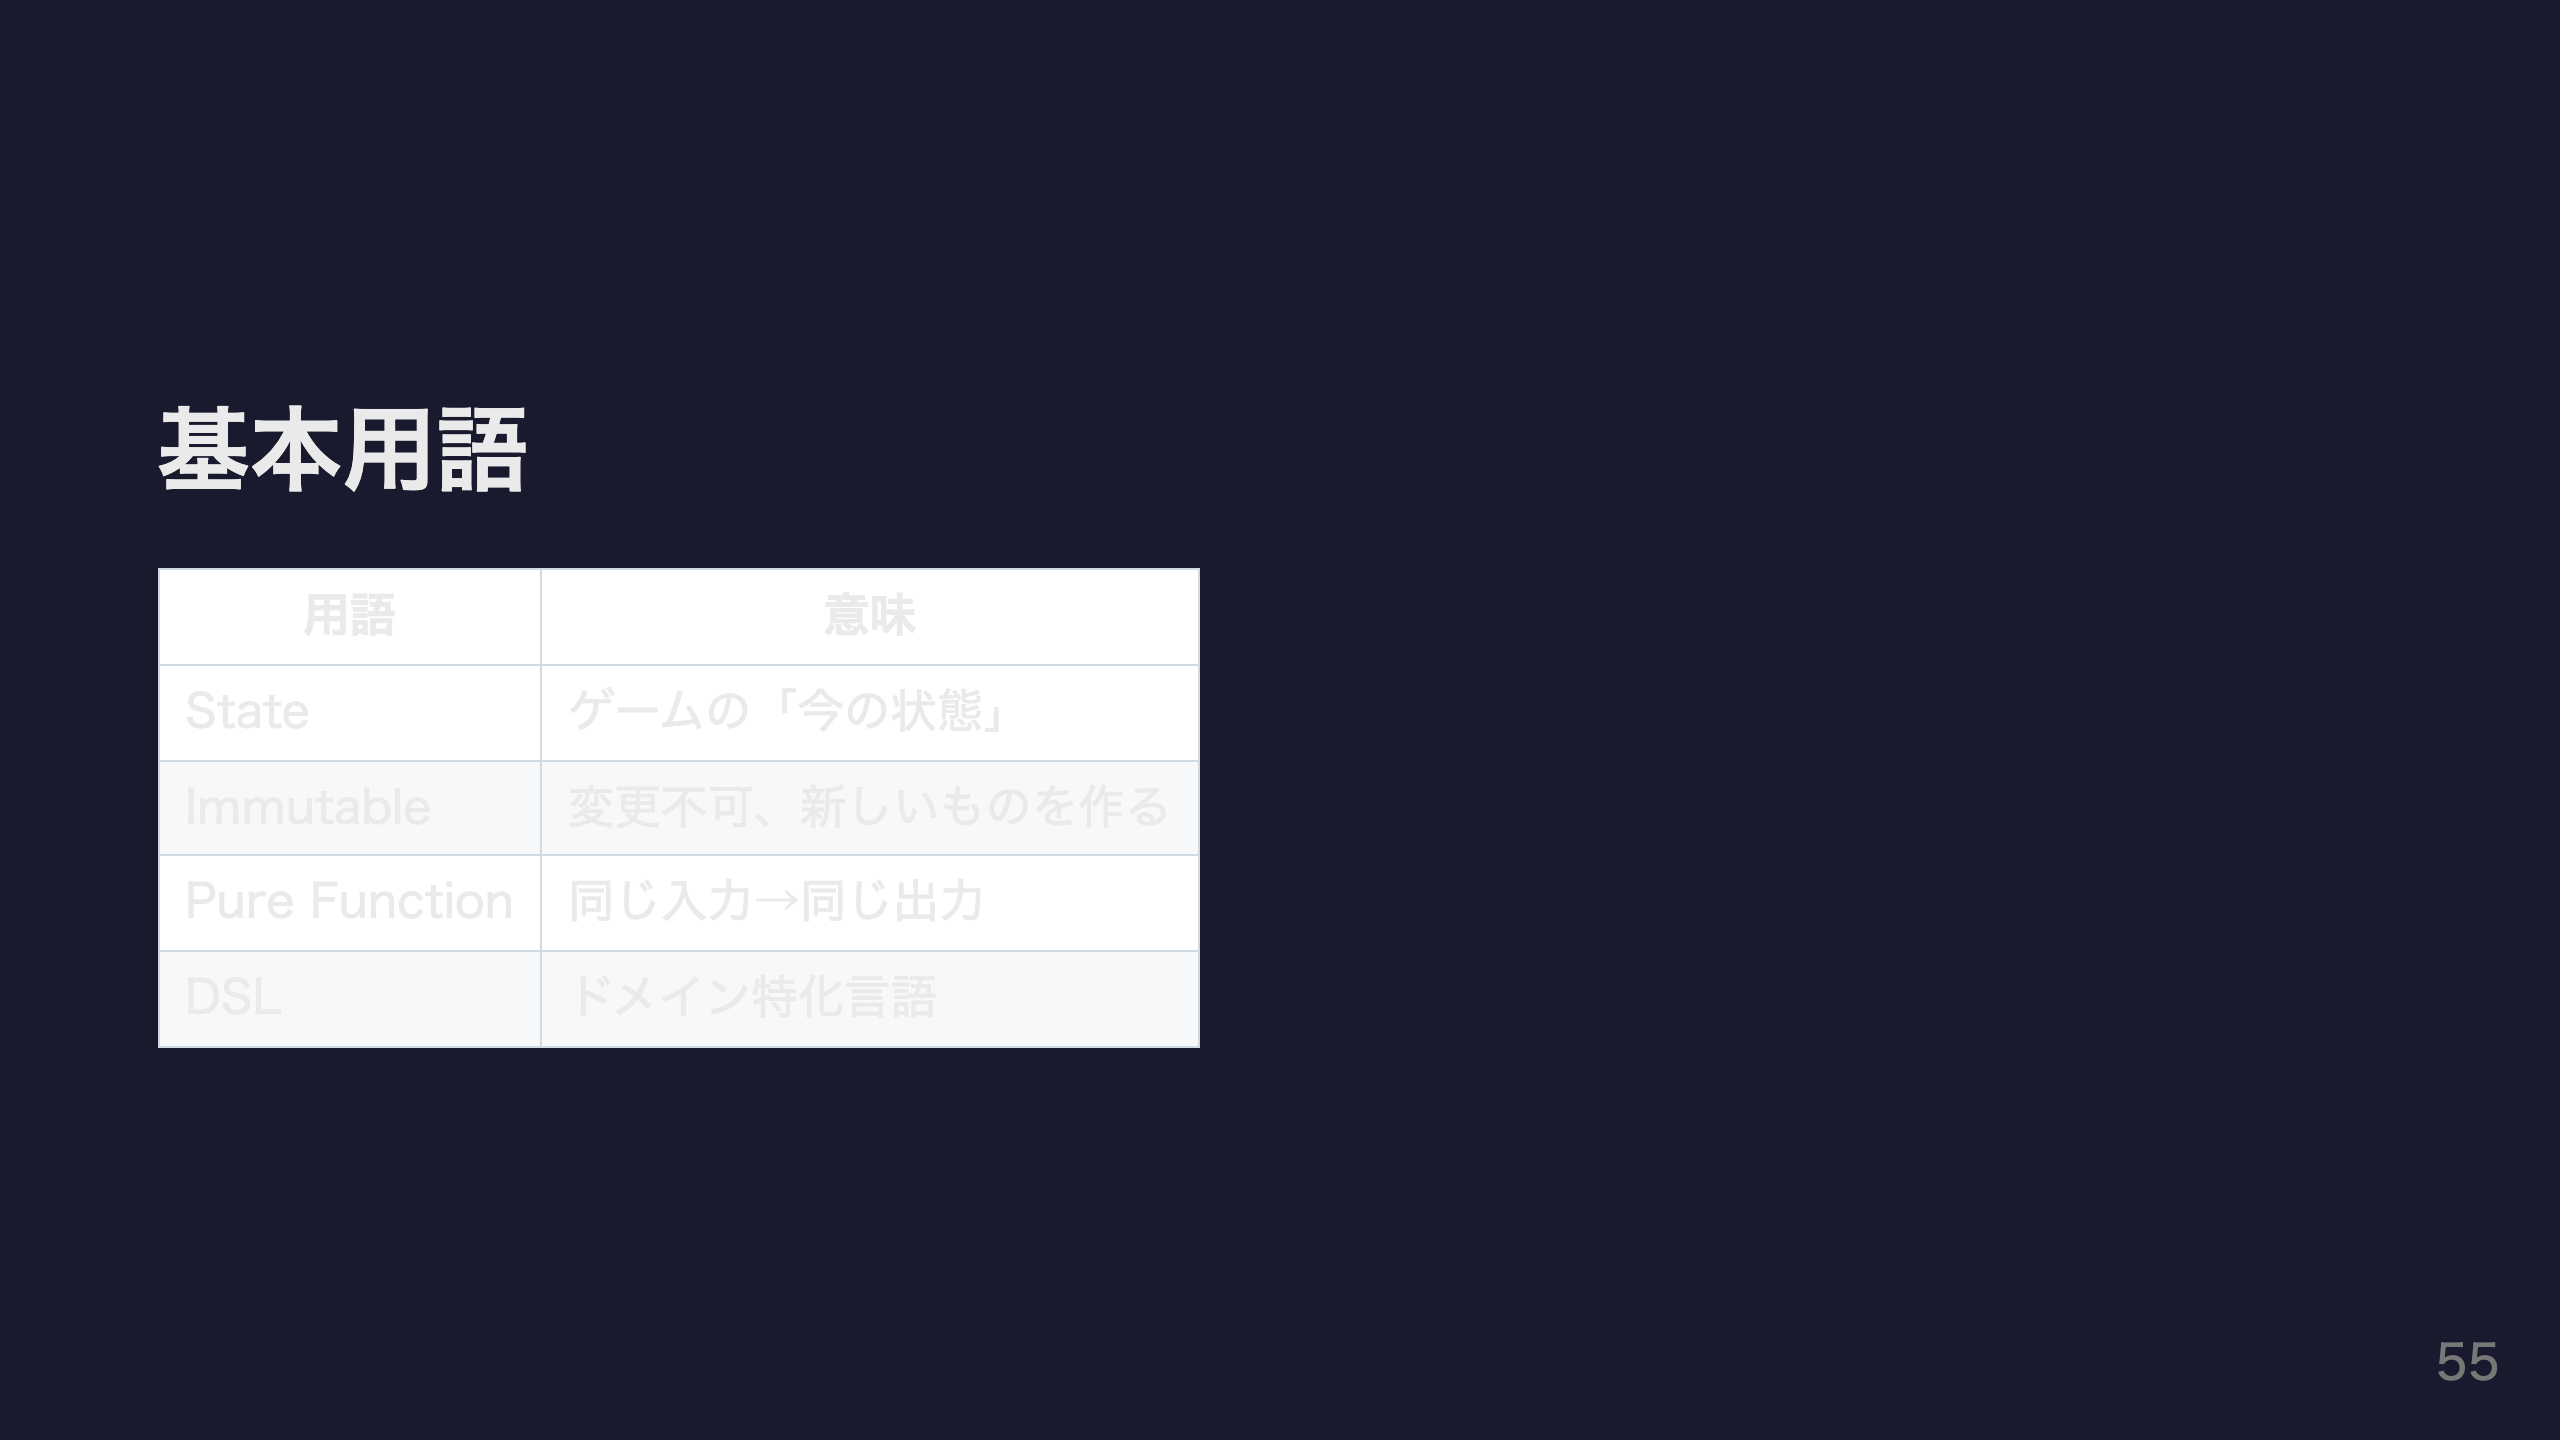 基本用語
用語 意味
State ゲームの「今の状態」
Immutable 変更不可、新しいものを作る
Pure Function 同じ入力→同じ出力
DSL ドメイン特化言語
55